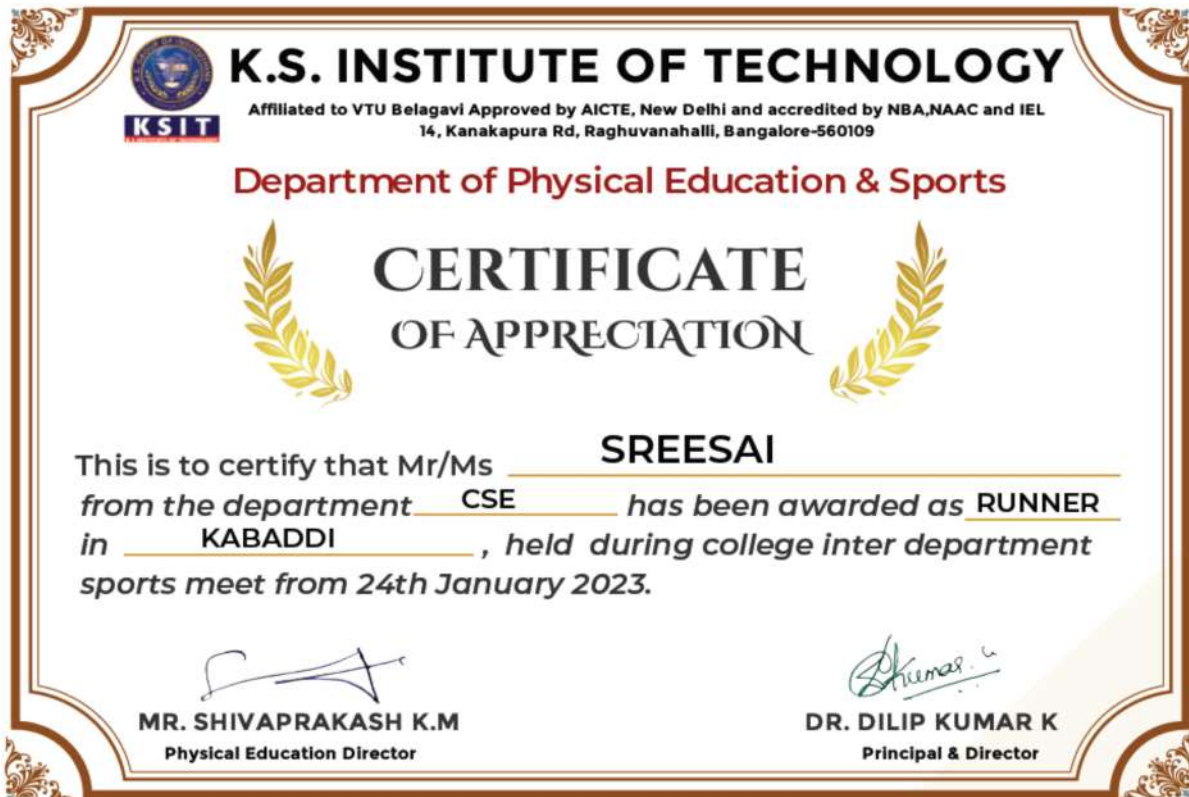 K.S. INSTITUTE OF TECHNOLOGY
Affiliated to VTU Belagavi Approved by AICTE, New Delhi and accredited by NBA,NAAC and IEL
14, Kanakapura Rd, Raghuvanahalli, Bangalore-560109
KSIT
Department of Physical Education & Sports
CERTIFICATE
OF APPRECIATION
This is to certify that Mr/Ms SREESAI
from the department CSE has been awarded as RUNNER
in KABADDI , held during college inter department
sports meet from 24th January 2023.
MR. SHIVAPRAKASH K.M
Physical Education Director
DR. DILIP KUMAR K
Principal & Director